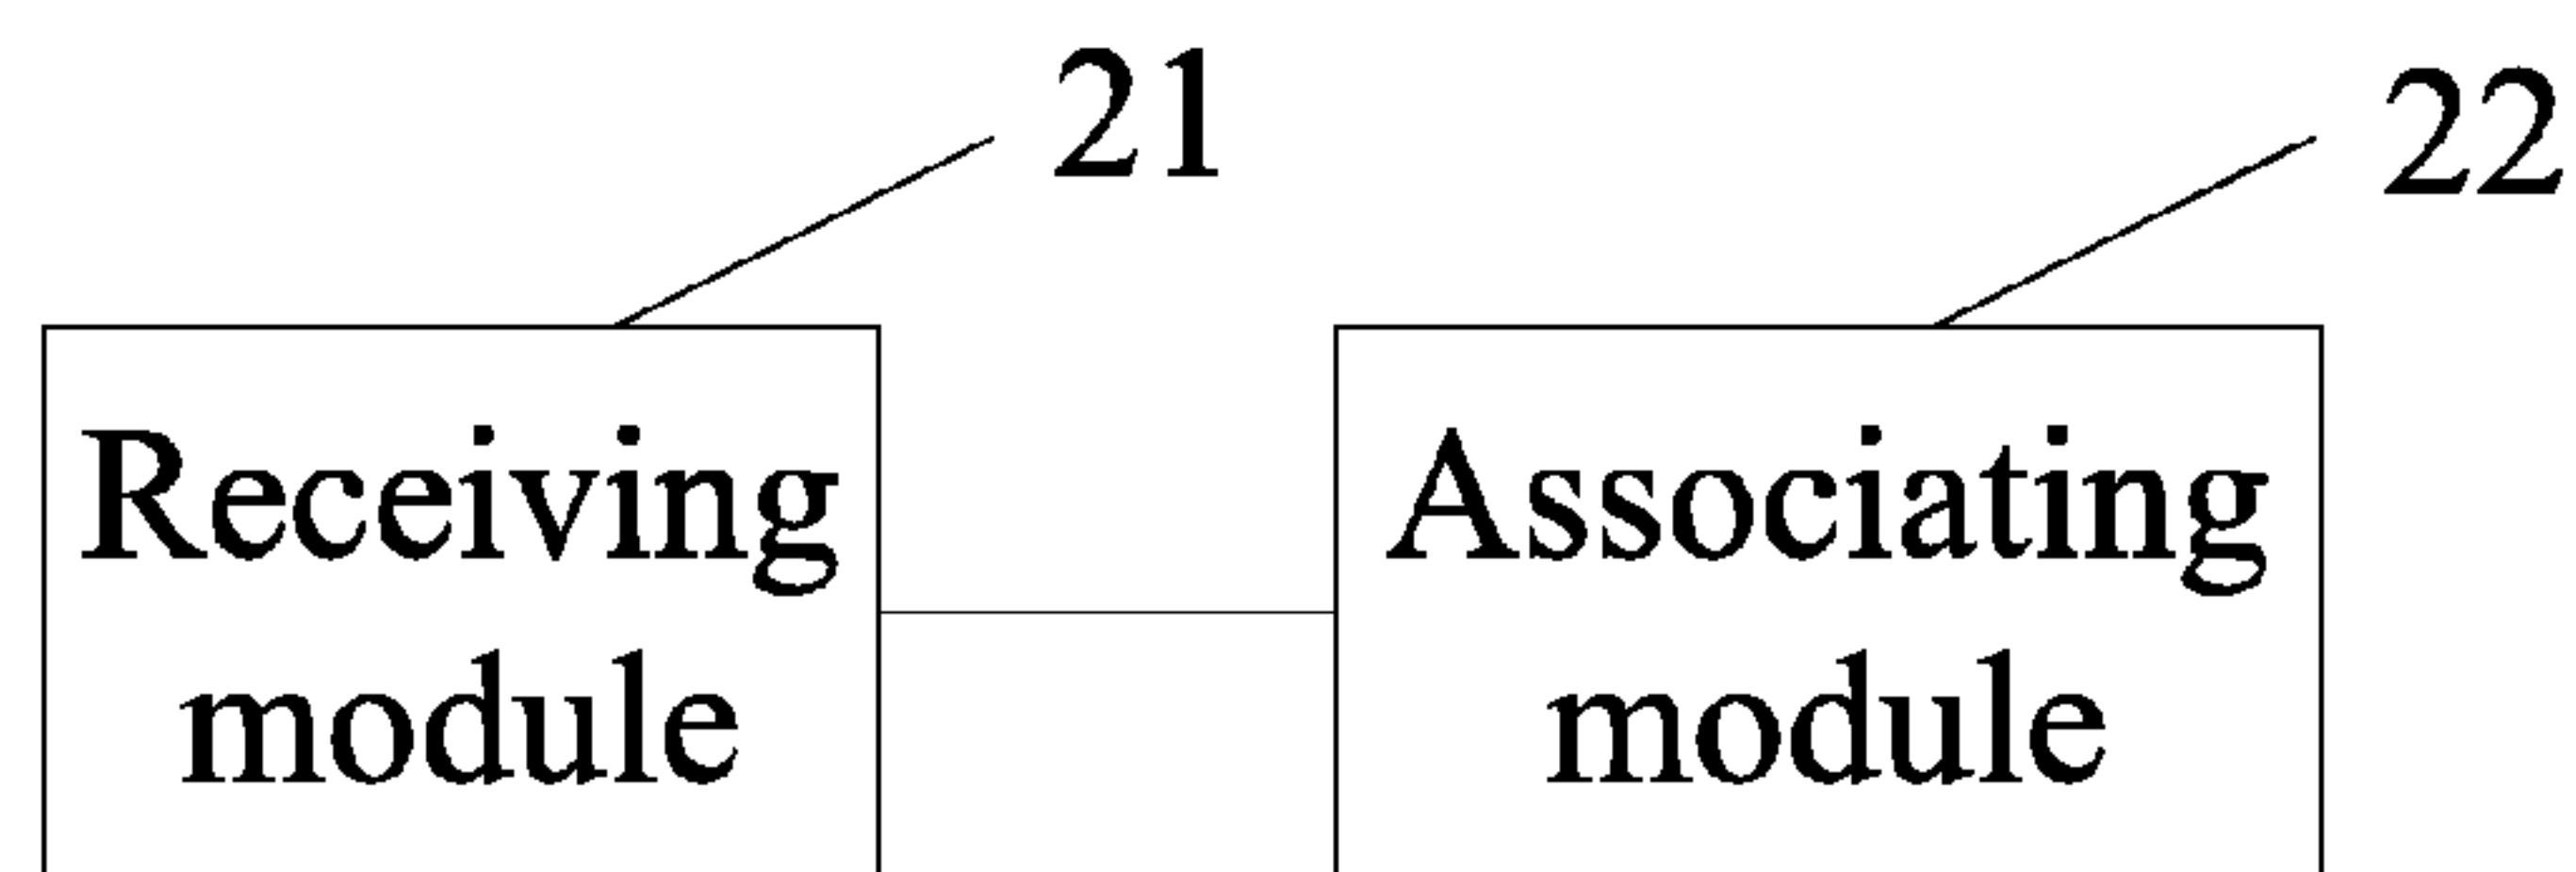 21
22
Receiving
module
Associating
module